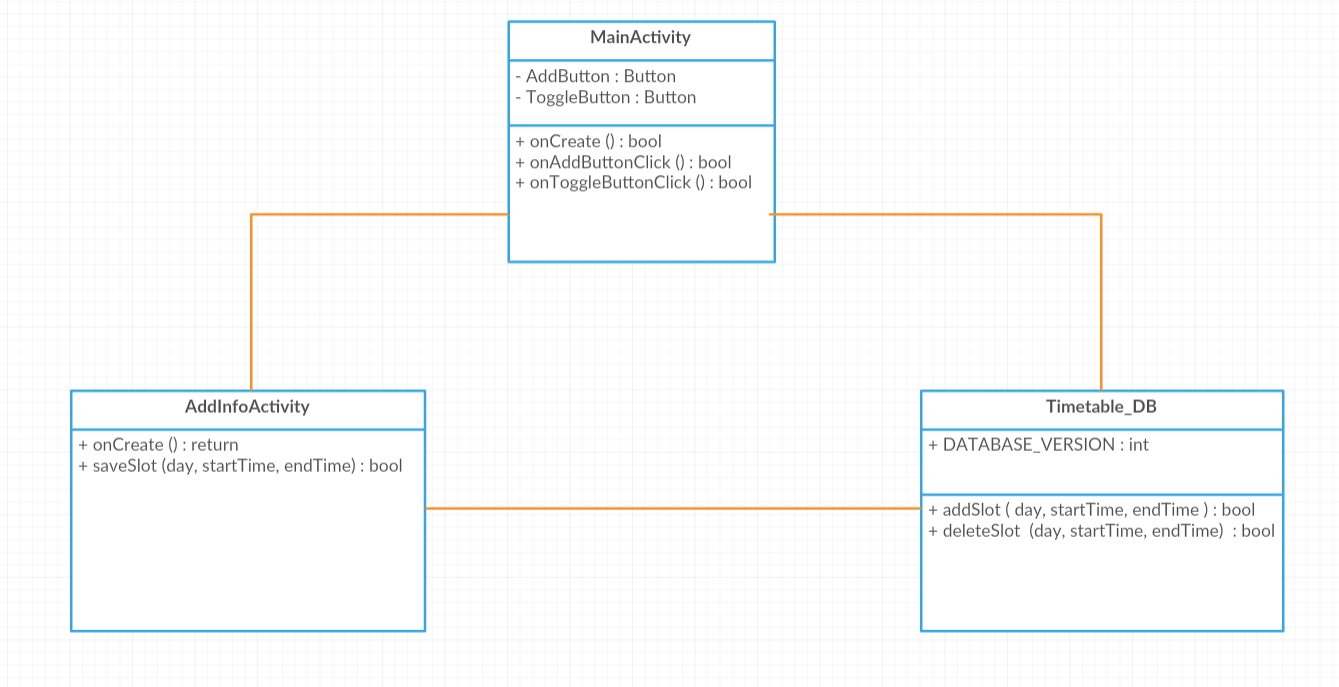 MainActivity
- AddButton : Button
- ToggleButton : Button
+ onCreate () : bool
+ onAddButtonClick () : bool
+ onToggleButtonClick () : bool
AddInfoActivity
+ onCreate () : return
+ saveSlot (day, startTime, endTime) : bool
Timetable_DB
+ DATABASE_VERSION : int
+ addSlot ( day, startTime, endTime ) : bool
+ deleteSlot  (day, startTime, endTime)  : bool